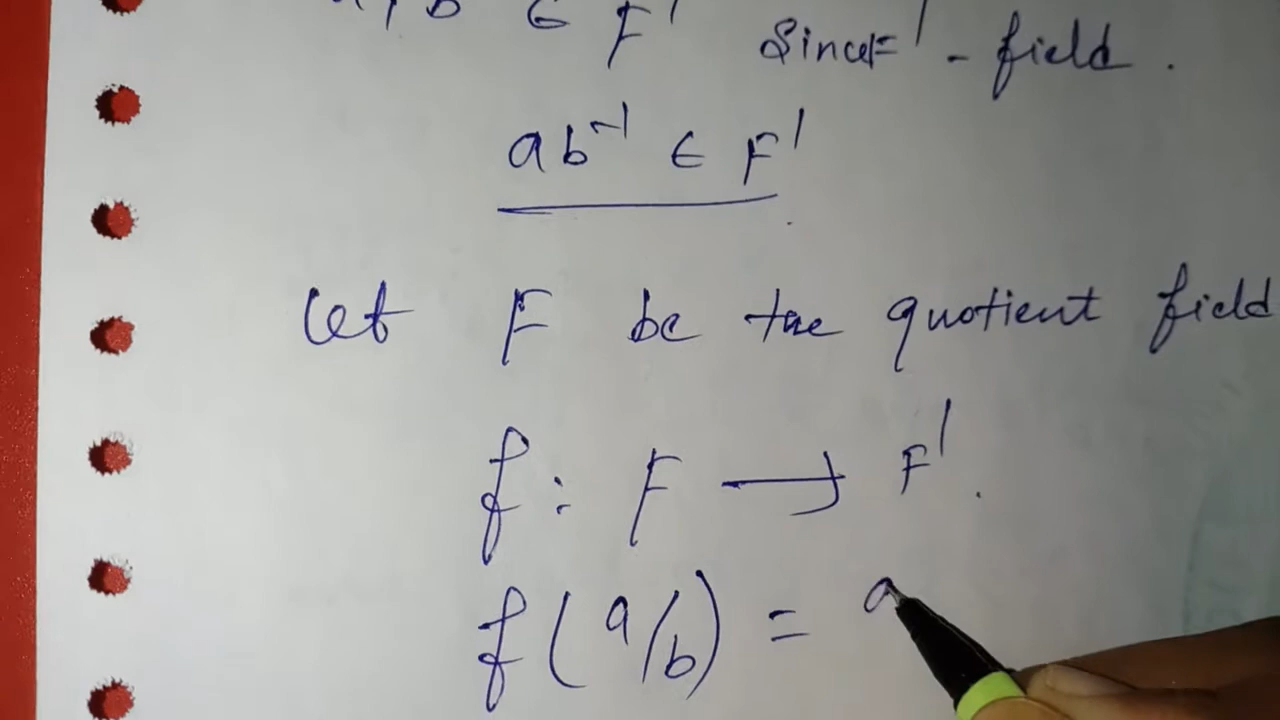 b ∈ F' Since F' - field.
ab⁻¹ ∈ F'
Let F be the quotient field
f : F → F'.
f(a/b) = a